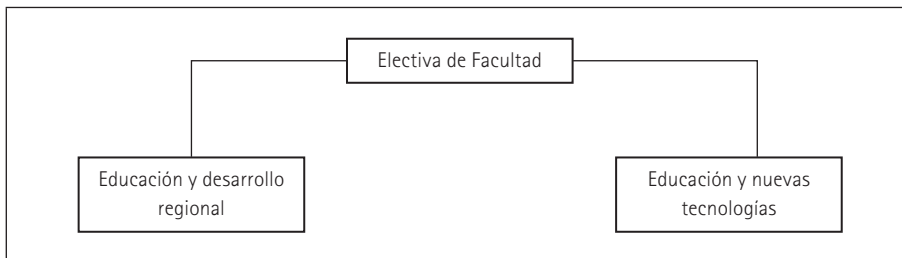 Electiva de Facultad
Educación y desarrollo
regional
Educación y nuevas
tecnologías